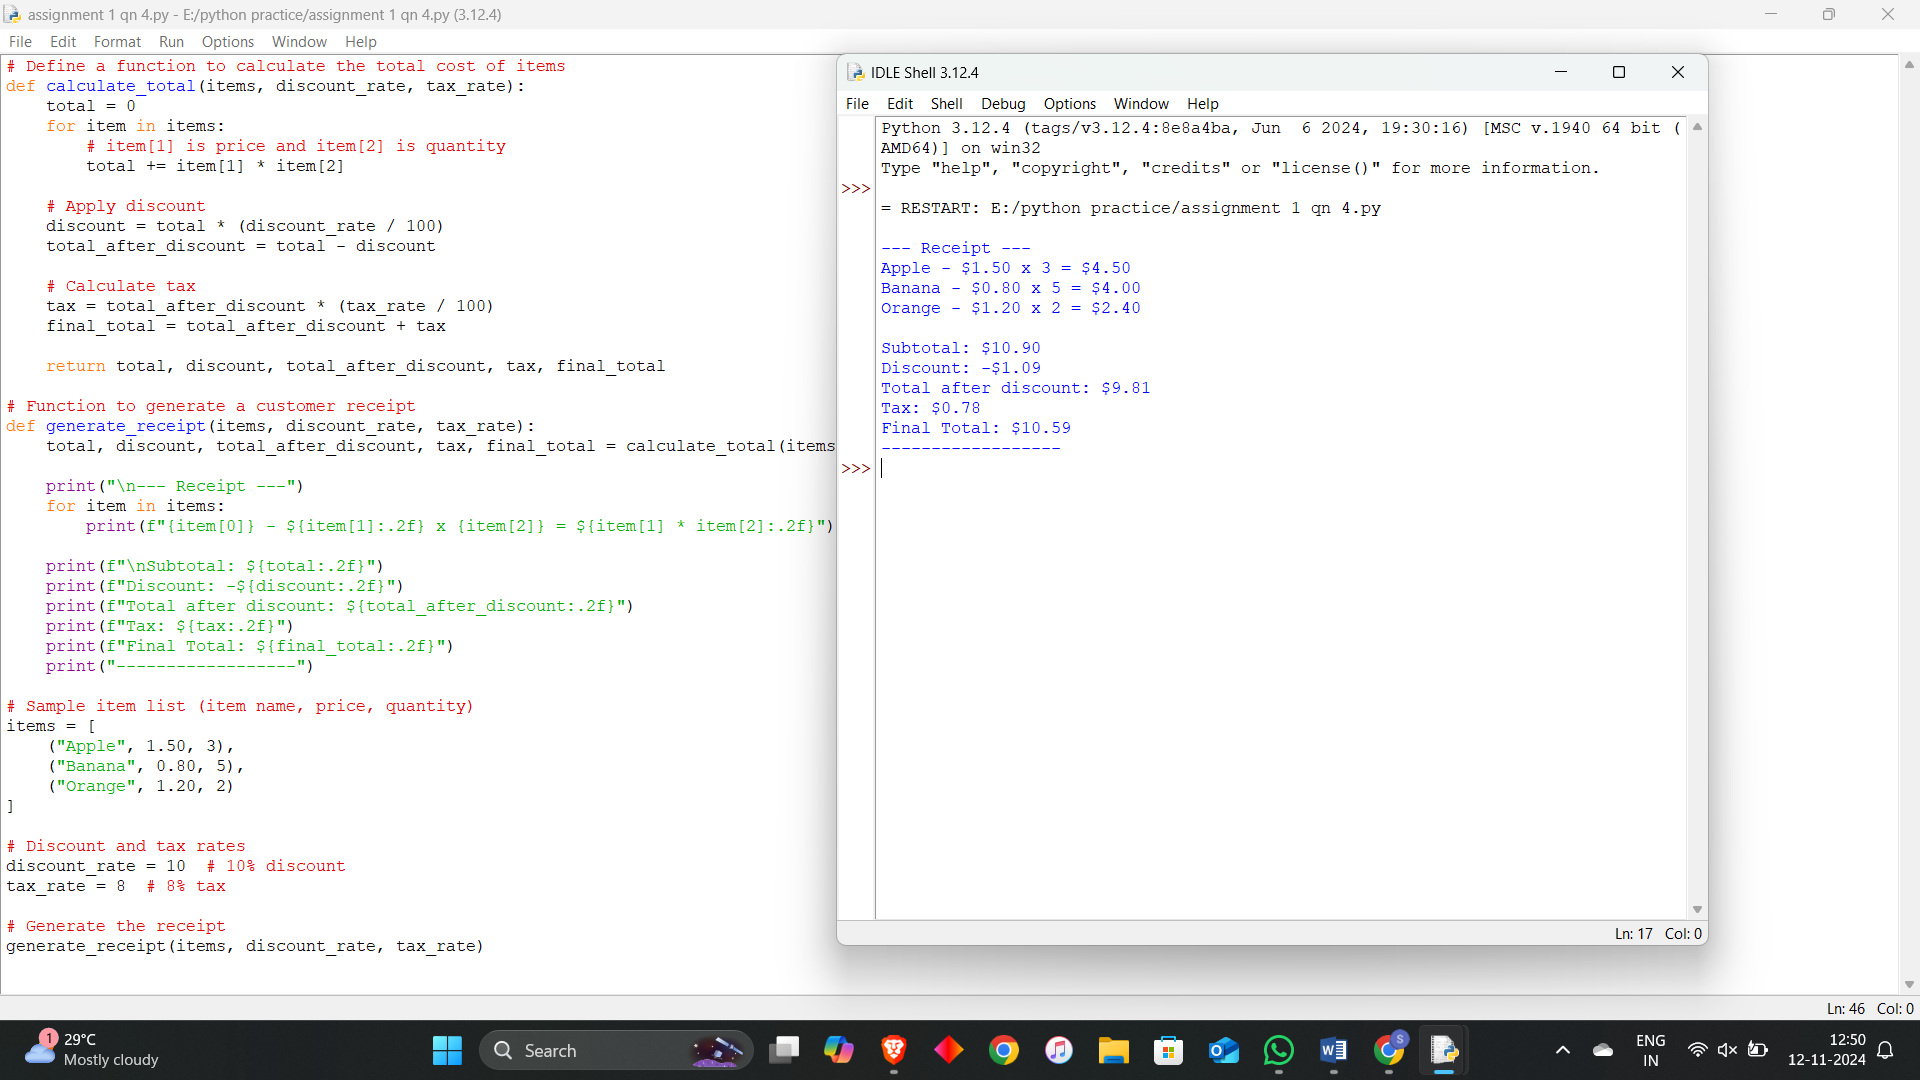 assignment 1 qn 4.py - E:/python practice/assignment 1 qn 4.py (3.12.4)
File Edit Format Run Options Window Help
# Define a function to calculate the total cost of items
def calculate_total(items, discount_rate, tax_rate):
    total = 0
    for item in items:
        # item[1] is price and item[2] is quantity
        total += item[1] * item[2]

    # Apply discount
    discount = total * (discount_rate / 100)
    total_after_discount = total - discount

    # Calculate tax
    tax = total_after_discount * (tax_rate / 100)
    final_total = total_after_discount + tax

    return total, discount, total_after_discount, tax, final_total

# Function to generate a customer receipt
def generate_receipt(items, discount_rate, tax_rate):
    total, discount, total_after_discount, tax, final_total = calculate_total(items

    print("\n--- Receipt ---")
    for item in items:
        print(f"{item[0]} - ${item[1]:.2f} x {item[2]} = ${item[1] * item[2]:.2f}")

    print(f"\nSubtotal: ${total:.2f}")
    print(f"Discount: -${discount:.2f}")
    print(f"Total after discount: ${total_after_discount:.2f}")
    print(f"Tax: ${tax:.2f}")
    print(f"Final Total: ${final_total:.2f}")
    print("------------------")

# Sample item list (item name, price, quantity)
items = [
    ("Apple", 1.50, 3),
    ("Banana", 0.80, 5),
    ("Orange", 1.20, 2)
]

# Discount and tax rates
discount_rate = 10  # 10% discount
tax_rate = 8  # 8% tax

# Generate the receipt
generate_receipt(items, discount_rate, tax_rate)
IDLE Shell 3.12.4
File Edit Shell Debug Options Window Help
Python 3.12.4 (tags/v3.12.4:8e8a4ba, Jun  6 2024, 19:30:16) [MSC v.1940 64 bit (
AMD64)] on win32
Type "help", "copyright", "credits" or "license()" for more information.
>>>
= RESTART: E:/python practice/assignment 1 qn 4.py

--- Receipt ---
Apple - $1.50 x 3 = $4.50
Banana - $0.80 x 5 = $4.00
Orange - $1.20 x 2 = $2.40

Subtotal: $10.90
Discount: -$1.09
Total after discount: $9.81
Tax: $0.78
Final Total: $10.59
------------------
>>>
Ln: 17 Col: 0
Ln: 46 Col: 0
1
29°C
Mostly cloudy
Search
S
ENG
IN
12:50
12-11-2024